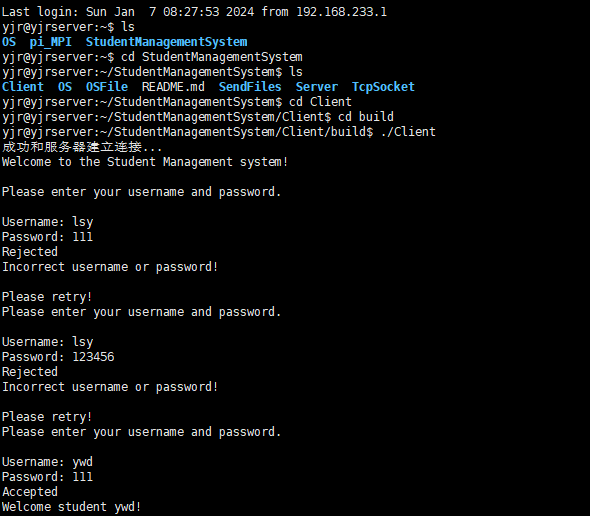 Last login: Sun Jan  7 08:27:53 2024 from 192.168.233.1
yjr@yjrserver:~$ ls
OS  pi_MPI  StudentManagementSystem
yjr@yjrserver:~$ cd StudentManagementSystem
yjr@yjrserver:~/StudentManagementSystem$ ls
Client  OS  OSFile  README.md  SendFiles  Server  TcpSocket
yjr@yjrserver:~/StudentManagementSystem$ cd Client
yjr@yjrserver:~/StudentManagementSystem/Client$ cd build
yjr@yjrserver:~/StudentManagementSystem/Client/build$ ./Client
成功和服务器建立连接...
Welcome to the Student Management system!
Please enter your username and password.
Username: lsy
Password: 111
Rejected
Incorrect username or password!
Please retry!
Please enter your username and password.
Username: lsy
Password: 123456
Rejected
Incorrect username or password!
Please retry!
Please enter your username and password.
Username: ywd
Password: 111
Accepted
Welcome student ywd!